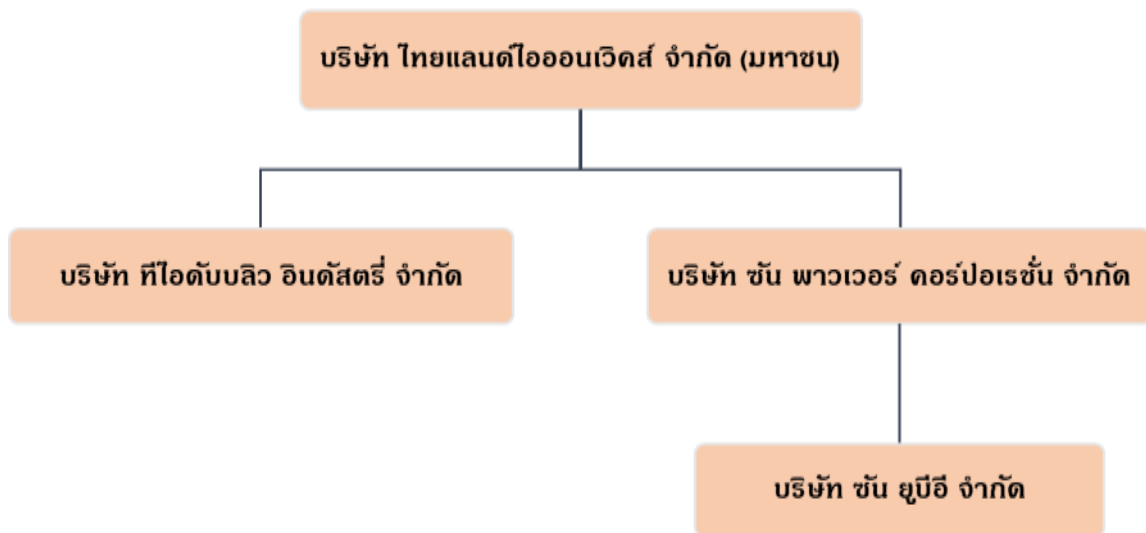 บริษัท ไทยแลนด์ไอออนเวิคส์ จำกัด (มหาชน)
บริษัท ทีไอดับบลิว อินดัสตรี่ จำกัด
บริษัท ซัน พาวเวอร์ คอร์ปอเรชั่น จำกัด
บริษัท ซัน ยูบีอี จำกัด